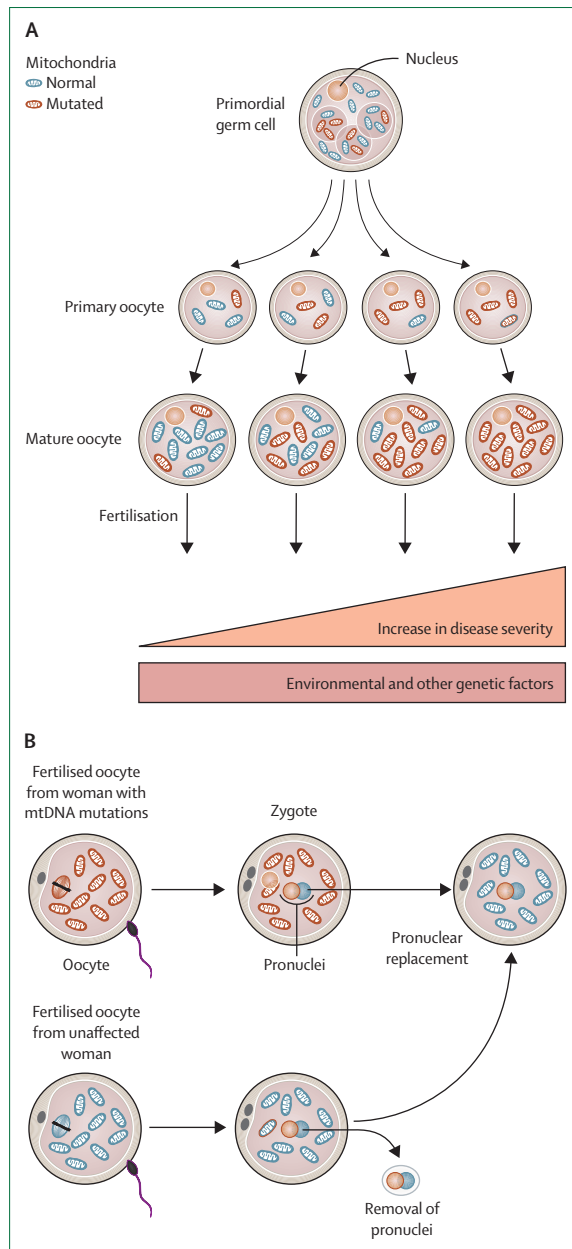 A
Mitochondria
Normal
Mutated
Nucleus
Primordial
germ cell
Primary oocyte
Mature oocyte
Fertilisation
Increase in disease severity
Environmental and other genetic factors
B
Fertilised oocyte
from woman with
mtDNA mutations
Zygote
Oocyte
Pronuclei
Pronuclear
replacement
Fertilised oocyte
from unaffected
woman
Removal of
pronuclei